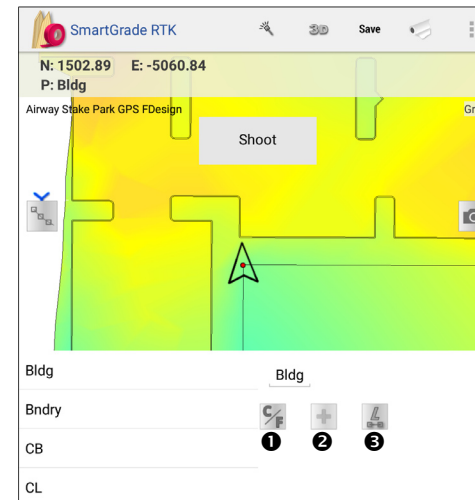 SmartGrade RTK 3D Save
N: 1502.89 E: -5060.84
P: Bldg
Airway Stake Park GPS FDesign Gr
Shoot
Bldg Bldg
Bndry
C/F L
❶ ❷ ❸
CB
CL